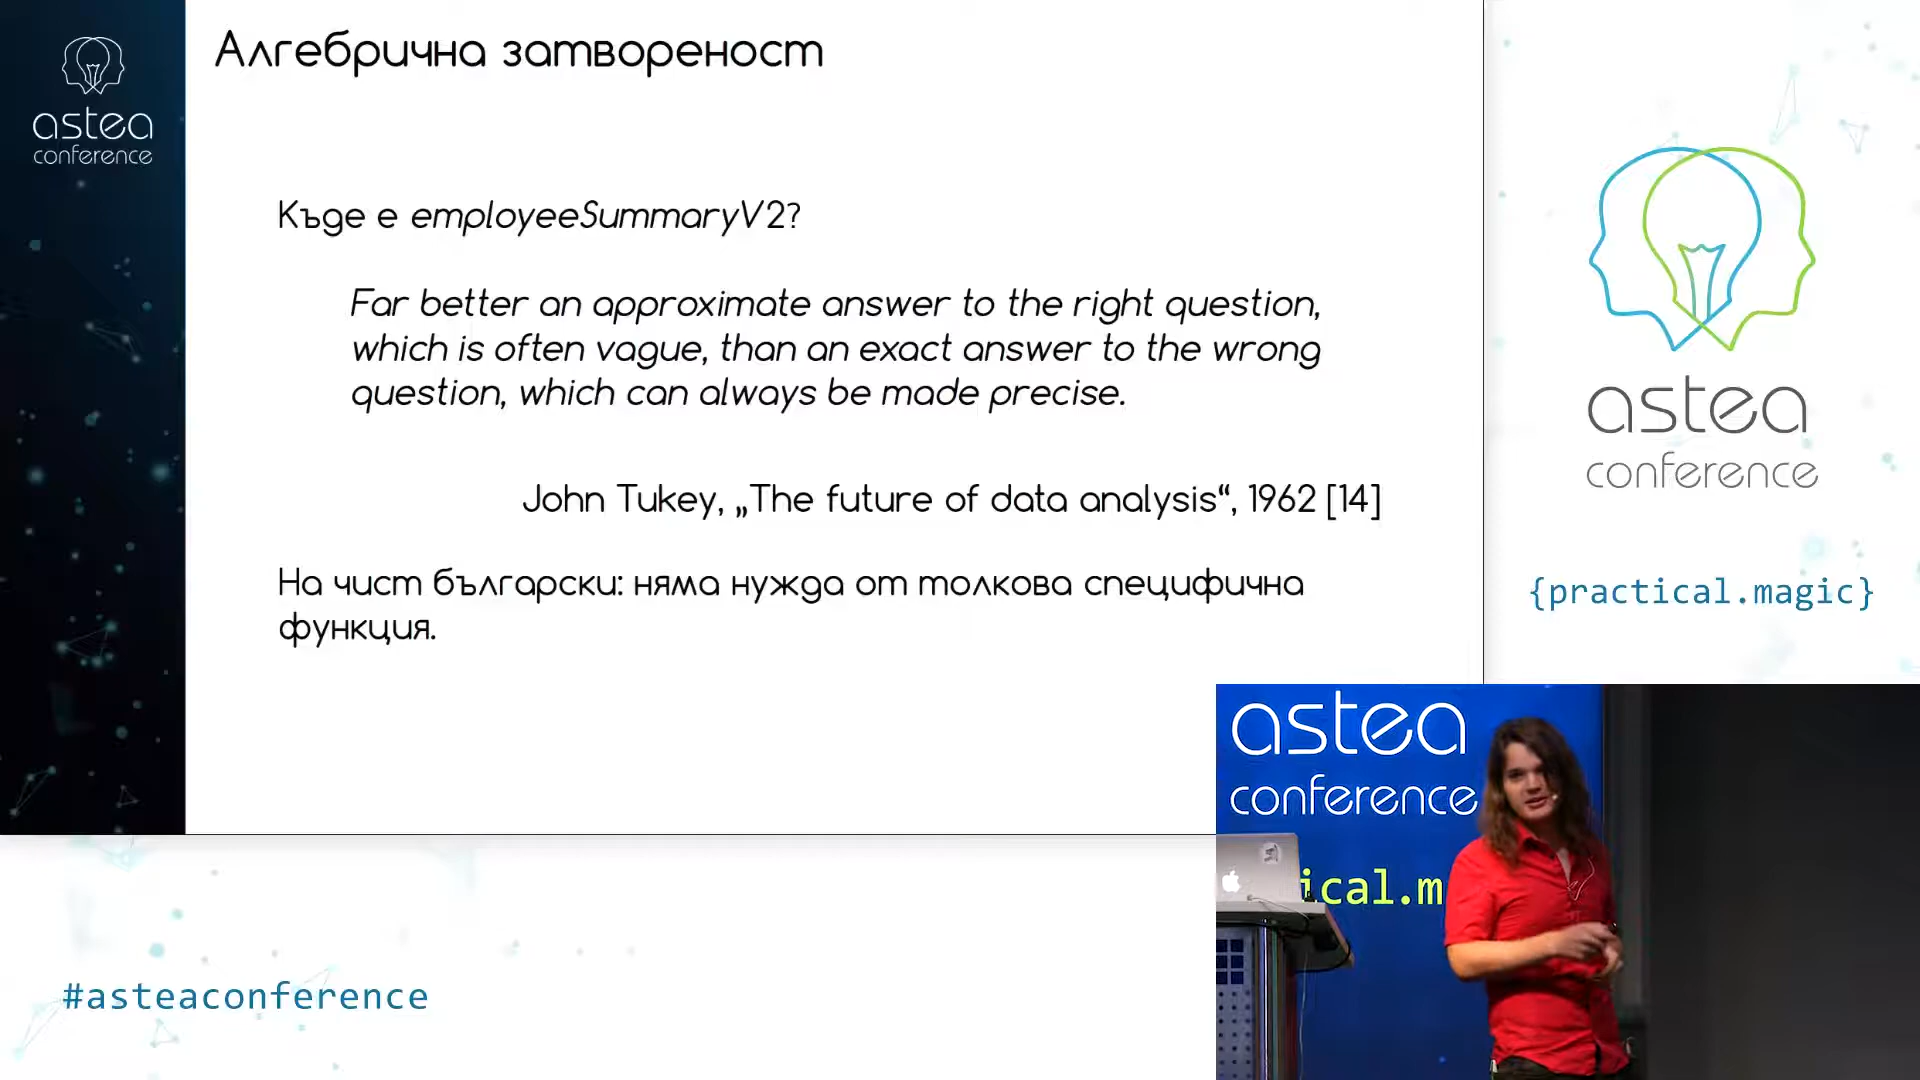 astea
conference
Алгебрична затвореност
Къде е employeeSummaryV2?
Far better an approximate answer to the right question,
which is often vague, than an exact answer to the wrong
question, which can always be made precise.
John Tukey, „The future of data analysis“, 1962 [14]
На чист български: няма нужда от толкова специфична
функция.
astea
conference
{practical.magic}
astea
conference
ical.m
#asteaconference